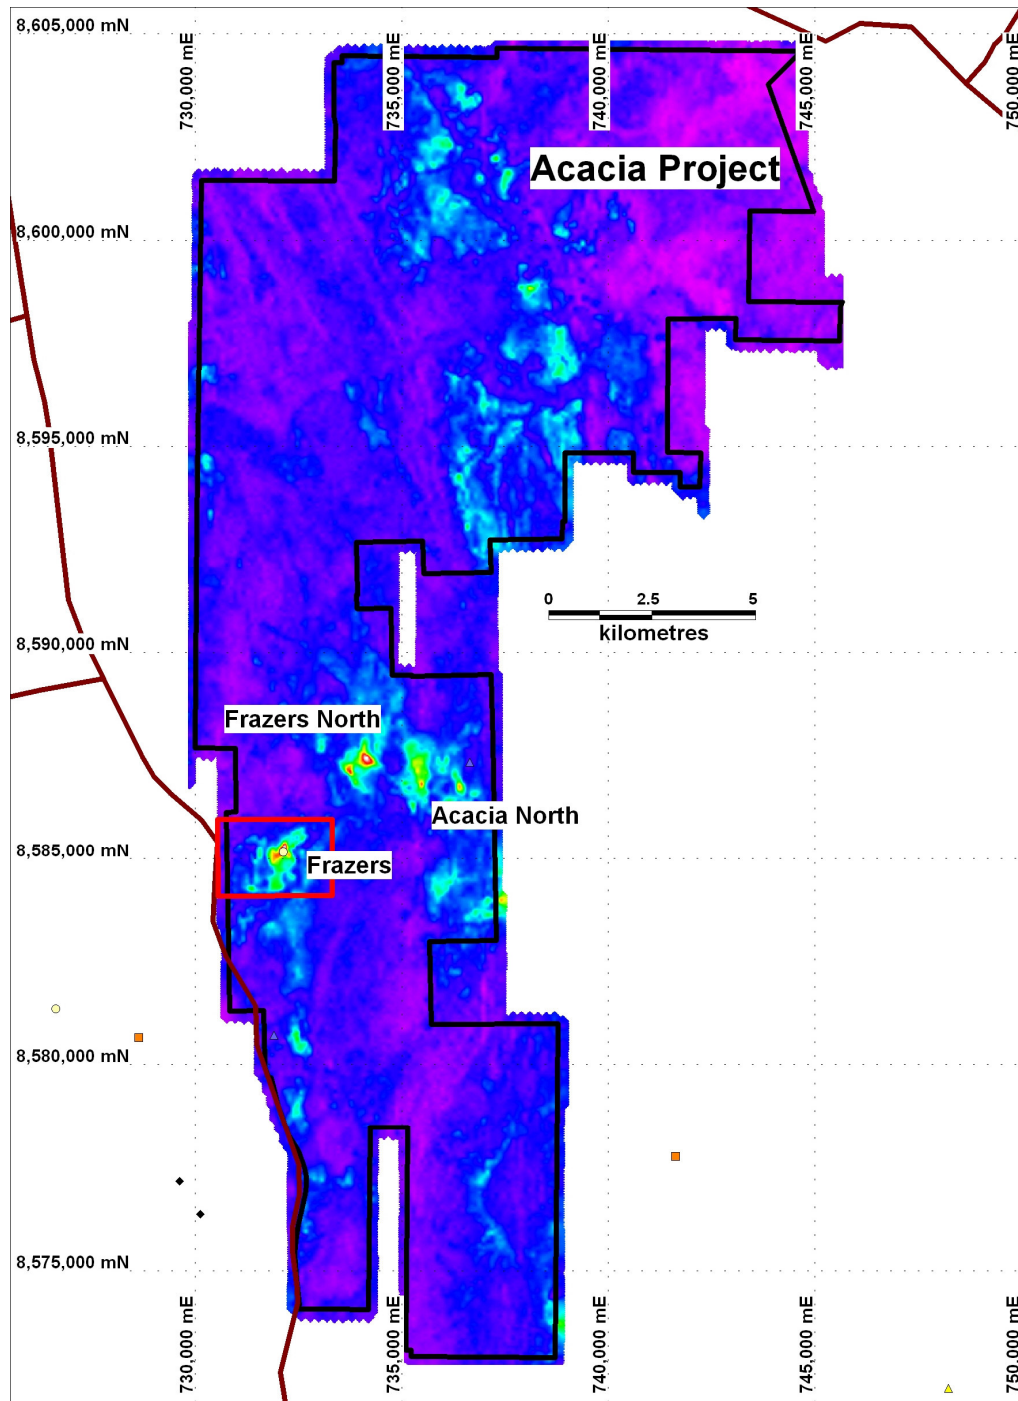 8,605,000 mN
730,000 mE
735,000 mE
740,000 mE
745,000 mE
750,000 mE
Acacia Project
8,600,000 mN
8,595,000 mN
0 2.5 5
kilometres
8,590,000 mN
Frazers North
Acacia North
8,585,000 mN
Frazers
8,580,000 mN
8,575,000 mN
730,000 mE
735,000 mE
740,000 mE
745,000 mE
750,000 mE